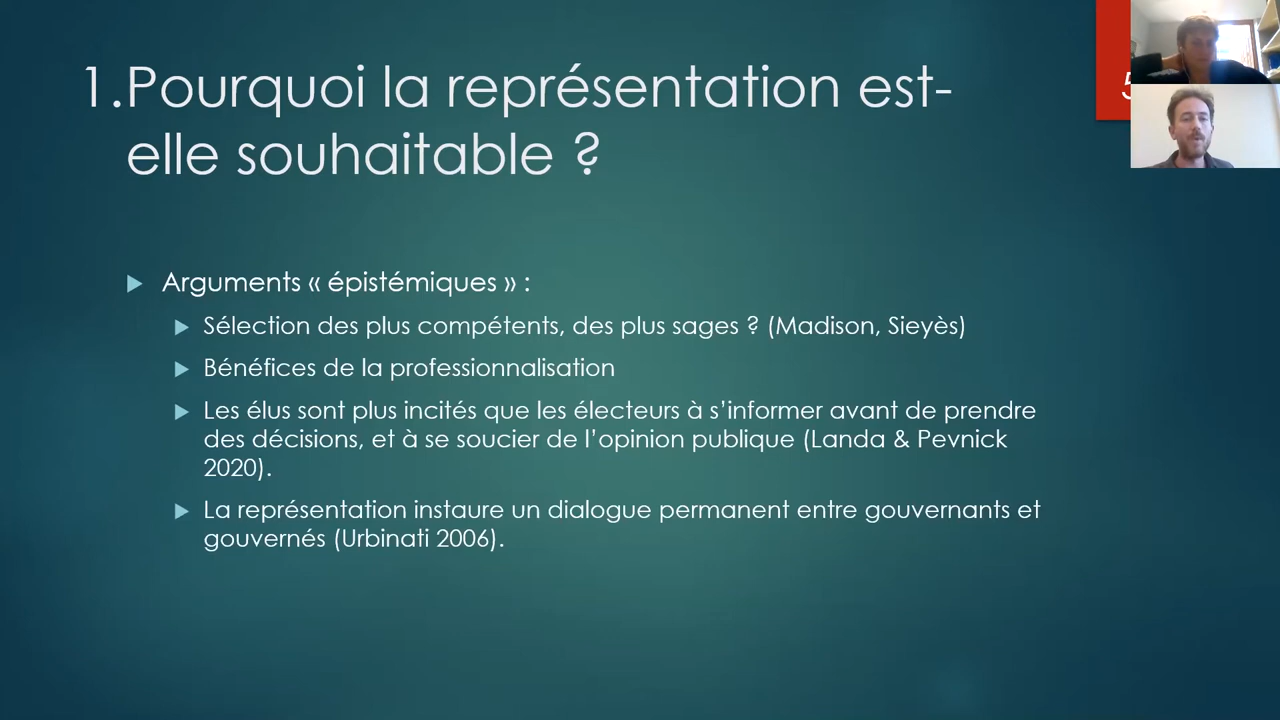 1.Pourquoi la représentation est-
elle souhaitable ?
5
Arguments « épistémiques » :
Sélection des plus compétents, des plus sages ? (Madison, Sieyès)
Bénéfices de la professionnalisation
Les élus sont plus incités que les électeurs à s’informer avant de prendre
des décisions, et à se soucier de l’opinion publique (Landa & Pevnick
2020).
La représentation instaure un dialogue permanent entre gouvernants et
gouvernés (Urbinati 2006).